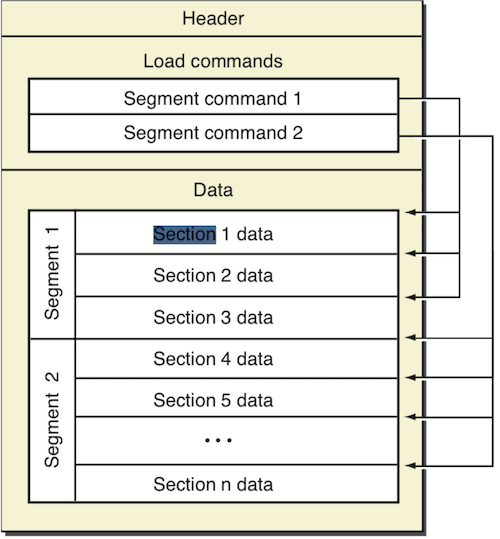 Header
Load commands
Segment command 1
Segment command 2
Data
Segment 1
Section 1 data
Section 2 data
Section 3 data
Segment 2
Section 4 data
Section 5 data
...
Section n data